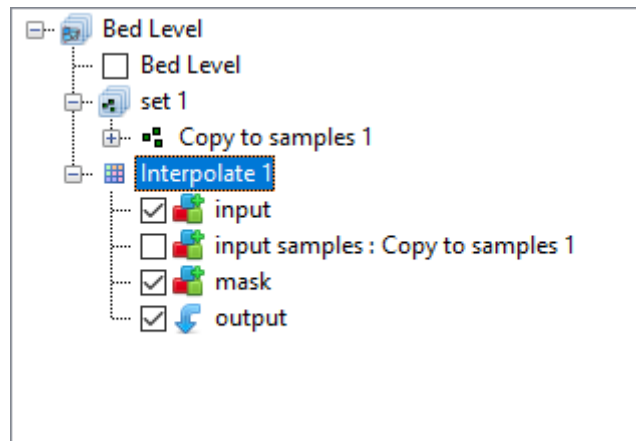 Bed Level
Bed Level
set 1
Copy to samples 1
Interpolate 1
input
input samples : Copy to samples 1
mask
output